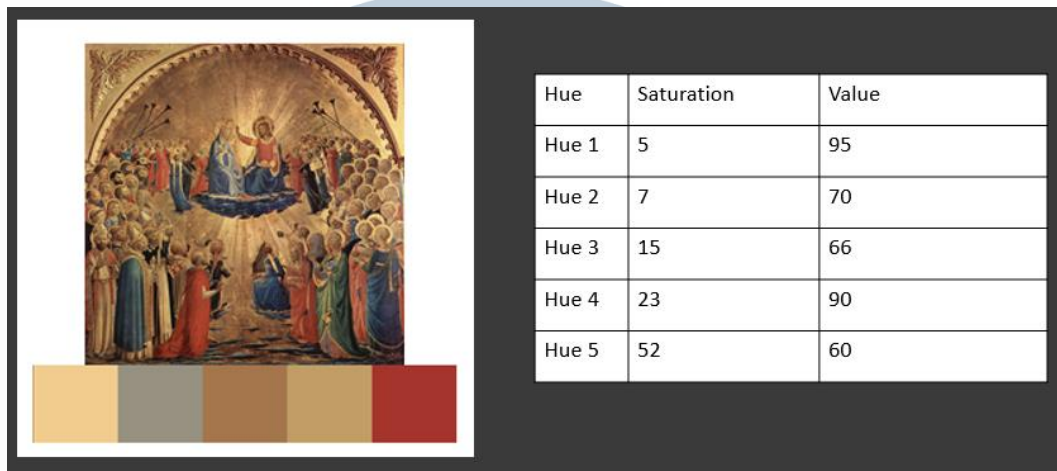 Hue Saturation Value
Hue 1 5 95
Hue 2 7 70
Hue 3 15 66
Hue 4 23 90
Hue 5 52 60